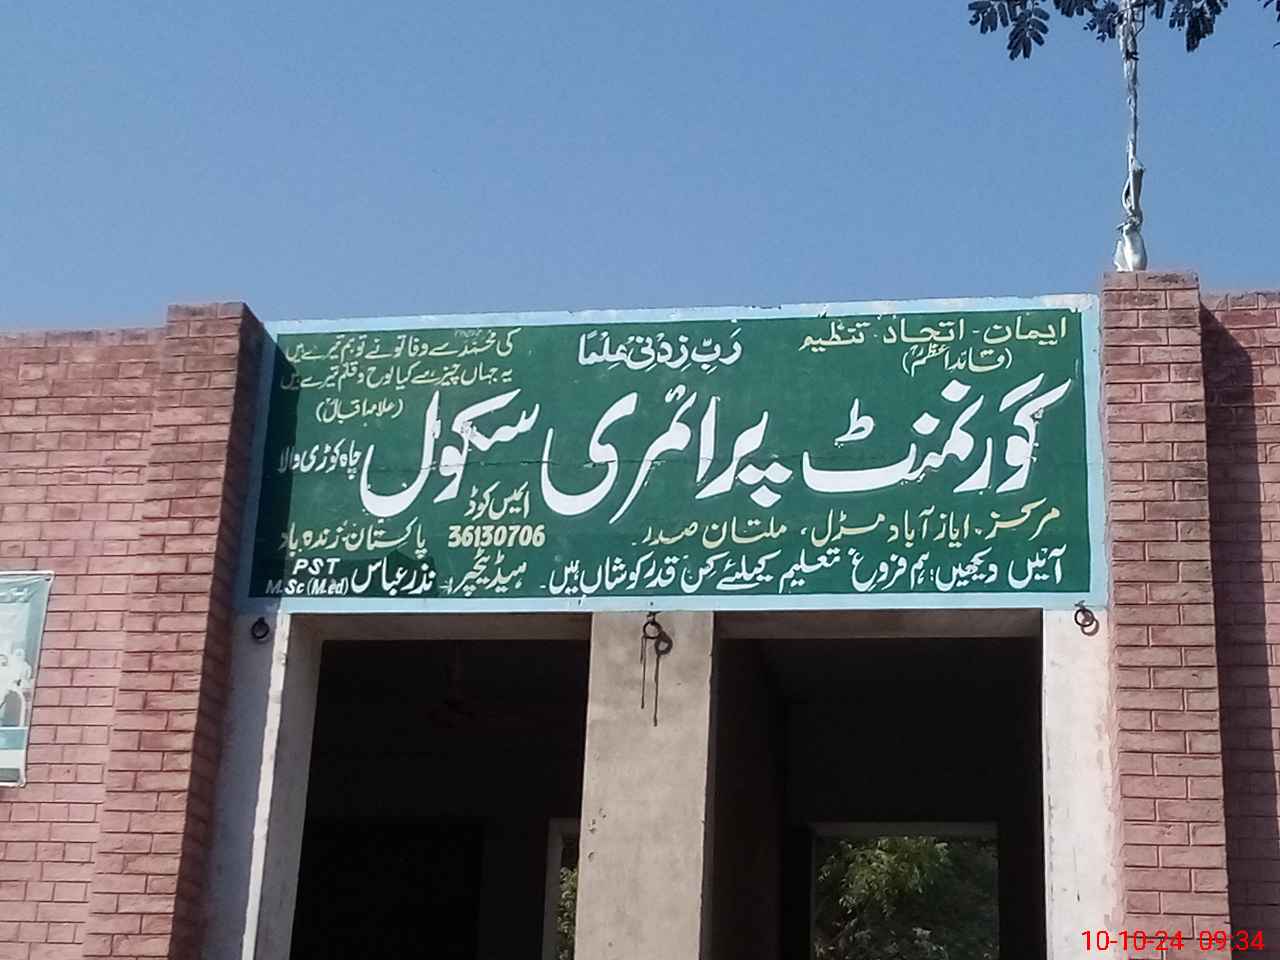 ایمان - اتحاد - تنظیم
(قائداعظمؒ)
رَبِّ زِدْنِیْ عِلْمًا
کی محمدؐ سے وفا تو نے تو ہم تیرے ہیں
یہ جہاں چیز ہے کیا لوح و قلم تیرے ہیں
(علامہ اقبالؒ)
گورنمنٹ پرائمری سکول چاہ کوڑی والا
مرکز، ایاز آباد مڑل، ملتان صدر
ایمس کوڈ
36130706
پاکستان زندہ باد
آئیں دیکھیں! ہم فروغ تعلیم کیلئے کس قدر کوشاں ہیں۔ ہیڈ ٹیچر: نذر عباس PST
M.Sc (M.ed)
10-10-24 09:34